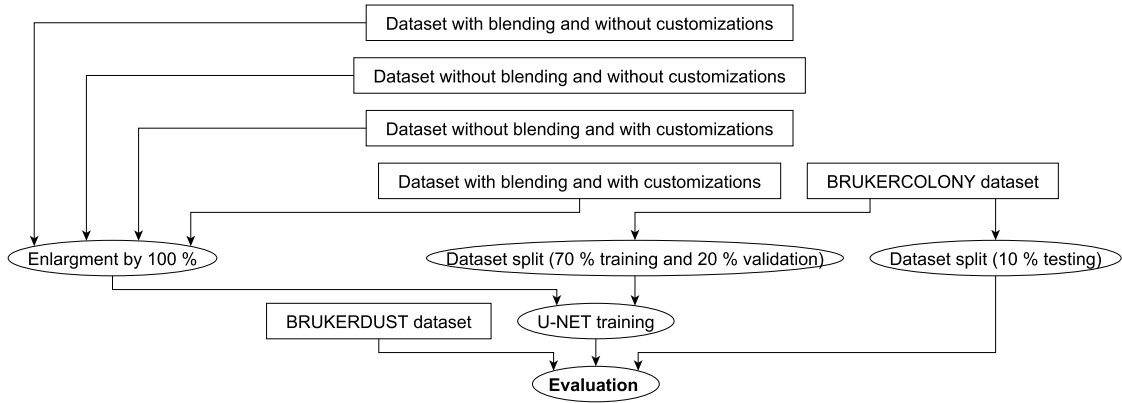 Dataset with blending and without customizations
Dataset without blending and without customizations
Dataset without blending and with customizations
Dataset with blending and with customizations
BRUKERCOLONY dataset
Enlargment by 100 %
Dataset split (70 % training and 20 % validation)
Dataset split (10 % testing)
BRUKERDUST dataset
U-NET training
Evaluation